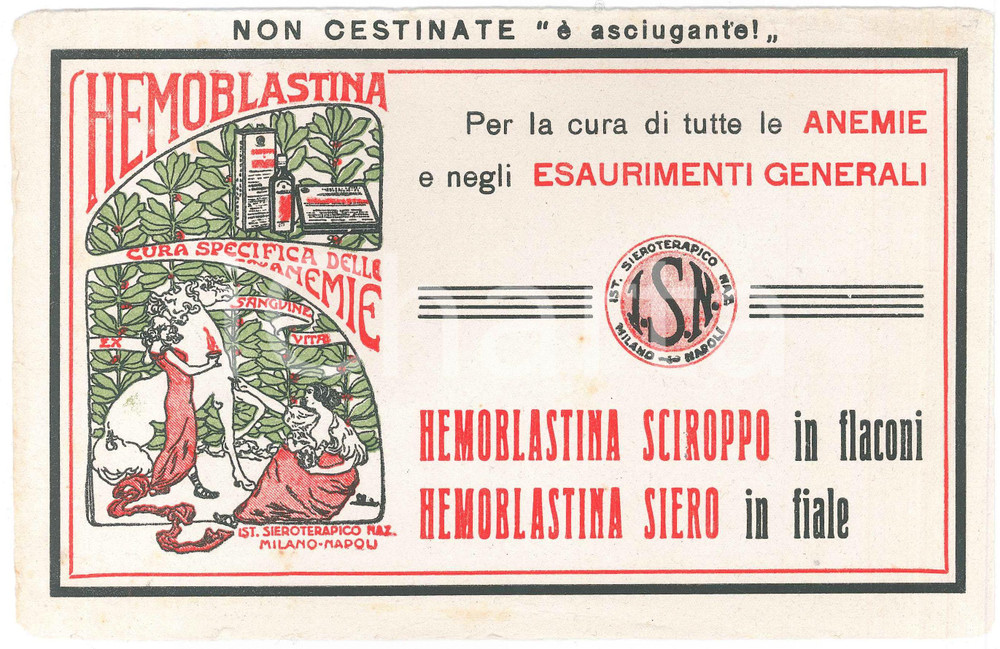 NON CESTINATE "è asciugante!„
HEMOBLASTINA
CURA SPECIFICA DELLE
ANEMIE
EX
SANGUINE
VITA
IST. SIEROTERAPICO NAZ.
MILANO-NAPOLI
Per la cura di tutte le ANEMIE
e negli ESAURIMENTI GENERALI
IST. SIEROTERAPICO NAZ.
I.S.N.
MILANO NAPOLI
HEMOBLASTINA SCIROPPO in flaconi
HEMOBLASTINA SIERO in fiale